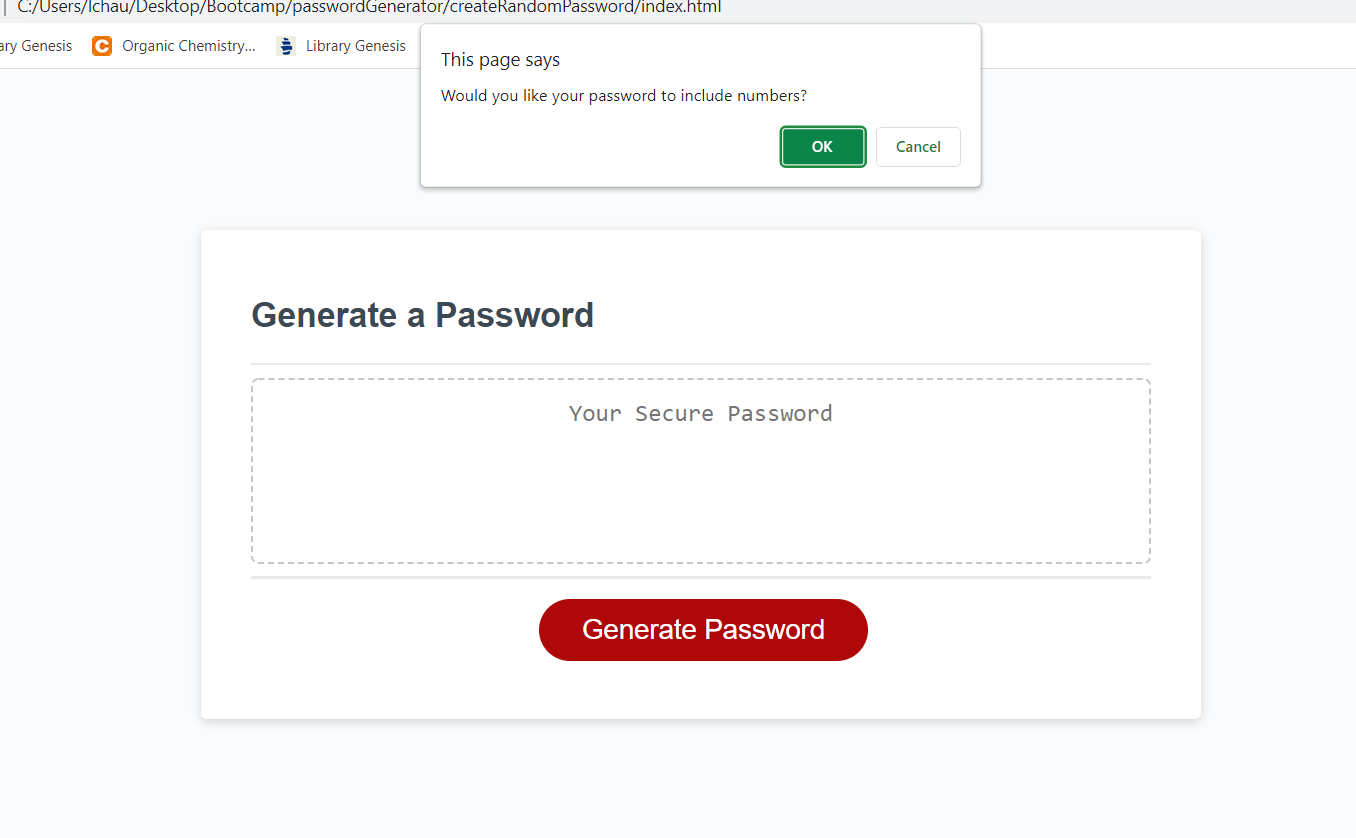 C:/Users/lchau/Desktop/Bootcamp/passwordGenerator/createRandomPassword/index.html
ary Genesis Organic Chemistry... Library Genesis
This page says
Would you like your password to include numbers?
OK Cancel
Generate a Password
Your Secure Password
Generate Password